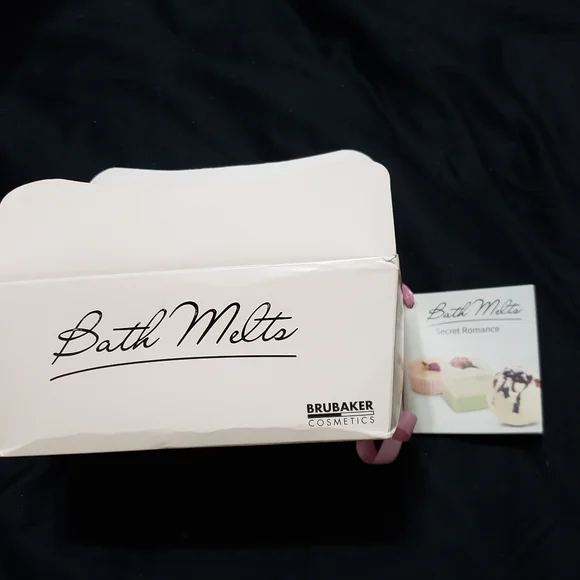 Bath Melts
BRUBAKER
COSMETICS
Bath Melts
Secret Romance